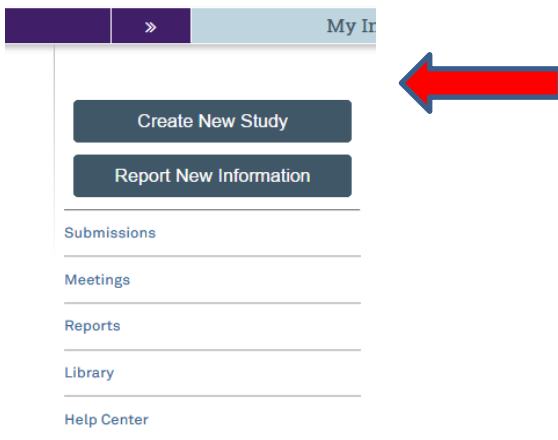 » My In
Create New Study
Report New Information
Submissions
Meetings
Reports
Library
Help Center